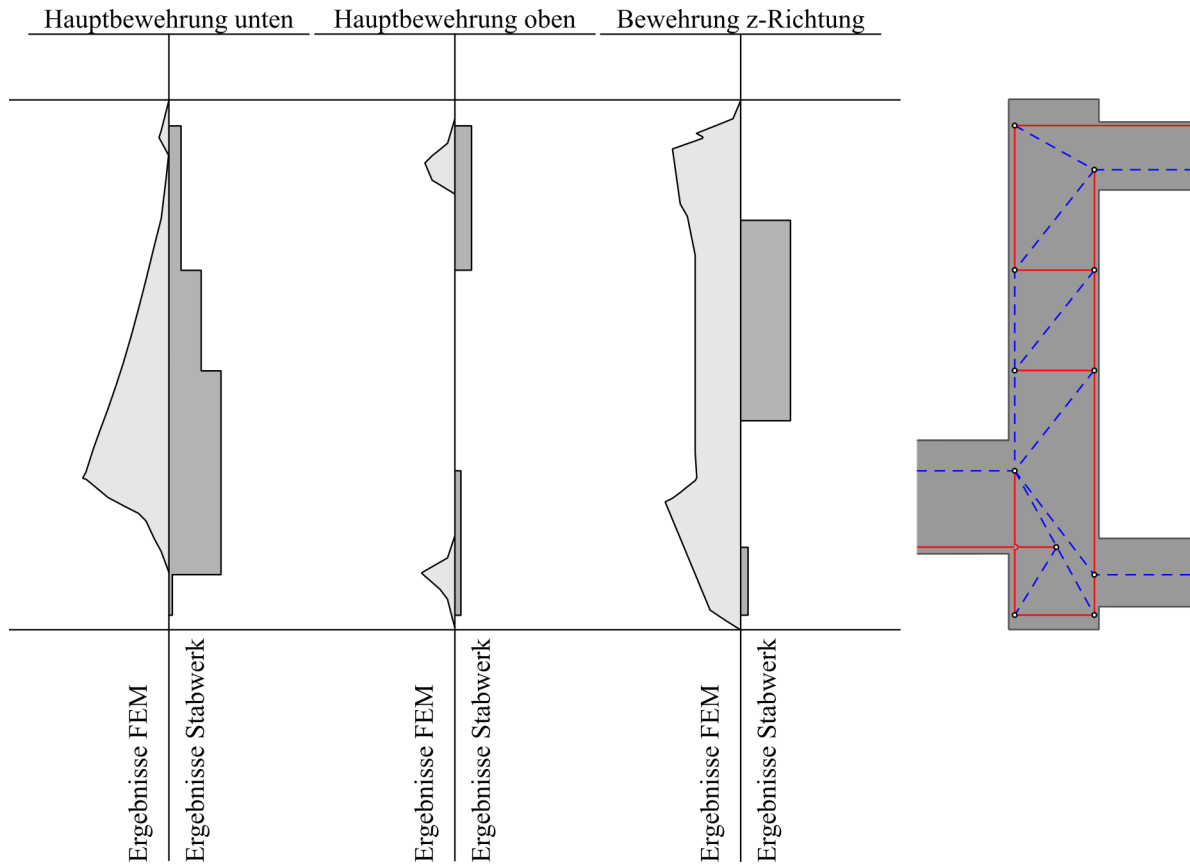 Hauptbewehrung unten
Hauptbewehrung oben
Bewehrung z-Richtung
Ergebnisse FEM
Ergebnisse Stabwerk
Ergebnisse FEM
Ergebnisse Stabwerk
Ergebnisse FEM
Ergebnisse Stabwerk